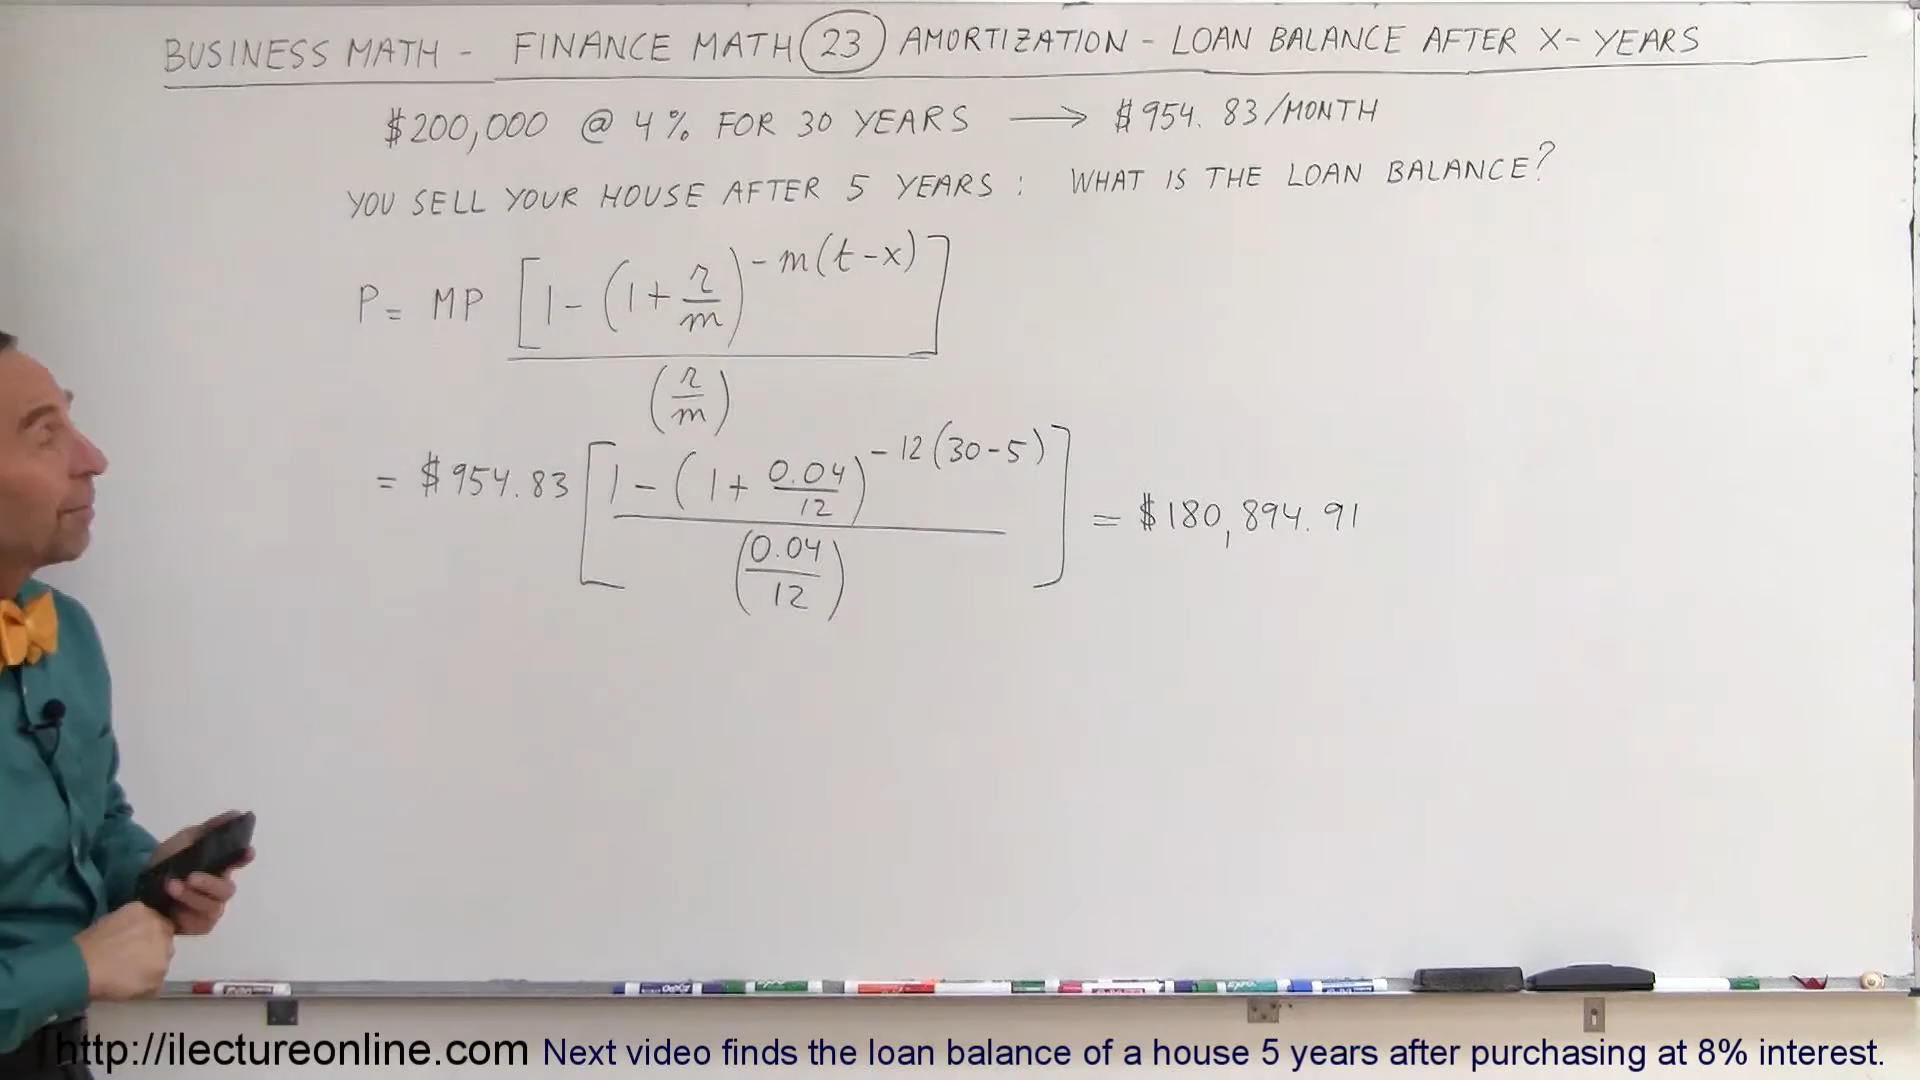 BUSINESS MATH - FINANCE MATH 23 AMORTIZATION - LOAN BALANCE AFTER X-YEARS
$200,000 @ 4% FOR 30 YEARS → $954.83/MONTH
YOU SELL YOUR HOUSE AFTER 5 YEARS: WHAT IS THE LOAN BALANCE?
P = MP [1 - (1 + r/m)^-m(t-x)] / (r/m)
= $954.83 [1 - (1 + 0.04/12)^-12(30-5) / (0.04/12)] = $180,894.91
http://ilectureonline.com Next video finds the loan balance of a house 5 years after purchasing at 8% interest.